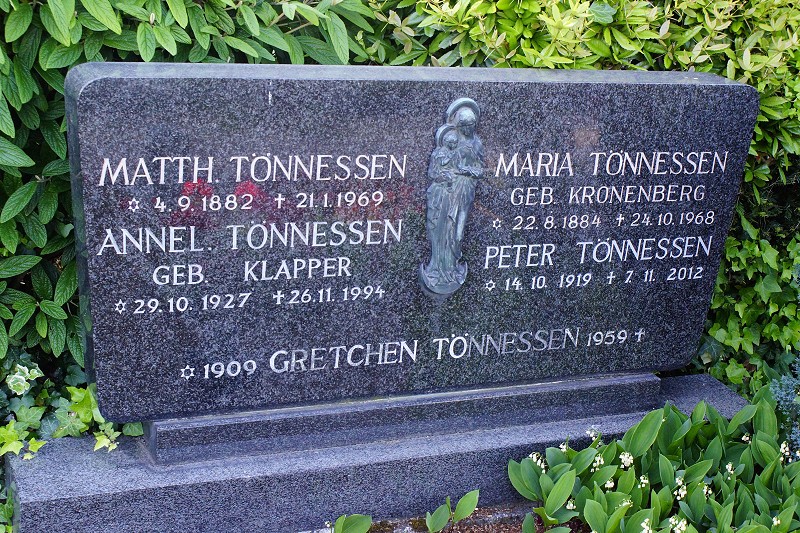 MATTH. TÖNNESSEN
✡ 4.9.1882 ✝ 21.1.1969
ANNEL. TÖNNESSEN
GEB. KLAPPER
✡ 29.10.1927 ✝ 26.11.1994
MARIA TÖNNESSEN
GEB. KRONENBERG
✡ 22.8.1884 ✝ 24.10.1968
PETER TÖNNESSEN
✡ 14.10.1919 ✝ 7.11.2012
✡ 1909 GRETCHEN TÖNNESSEN 1959 ✝